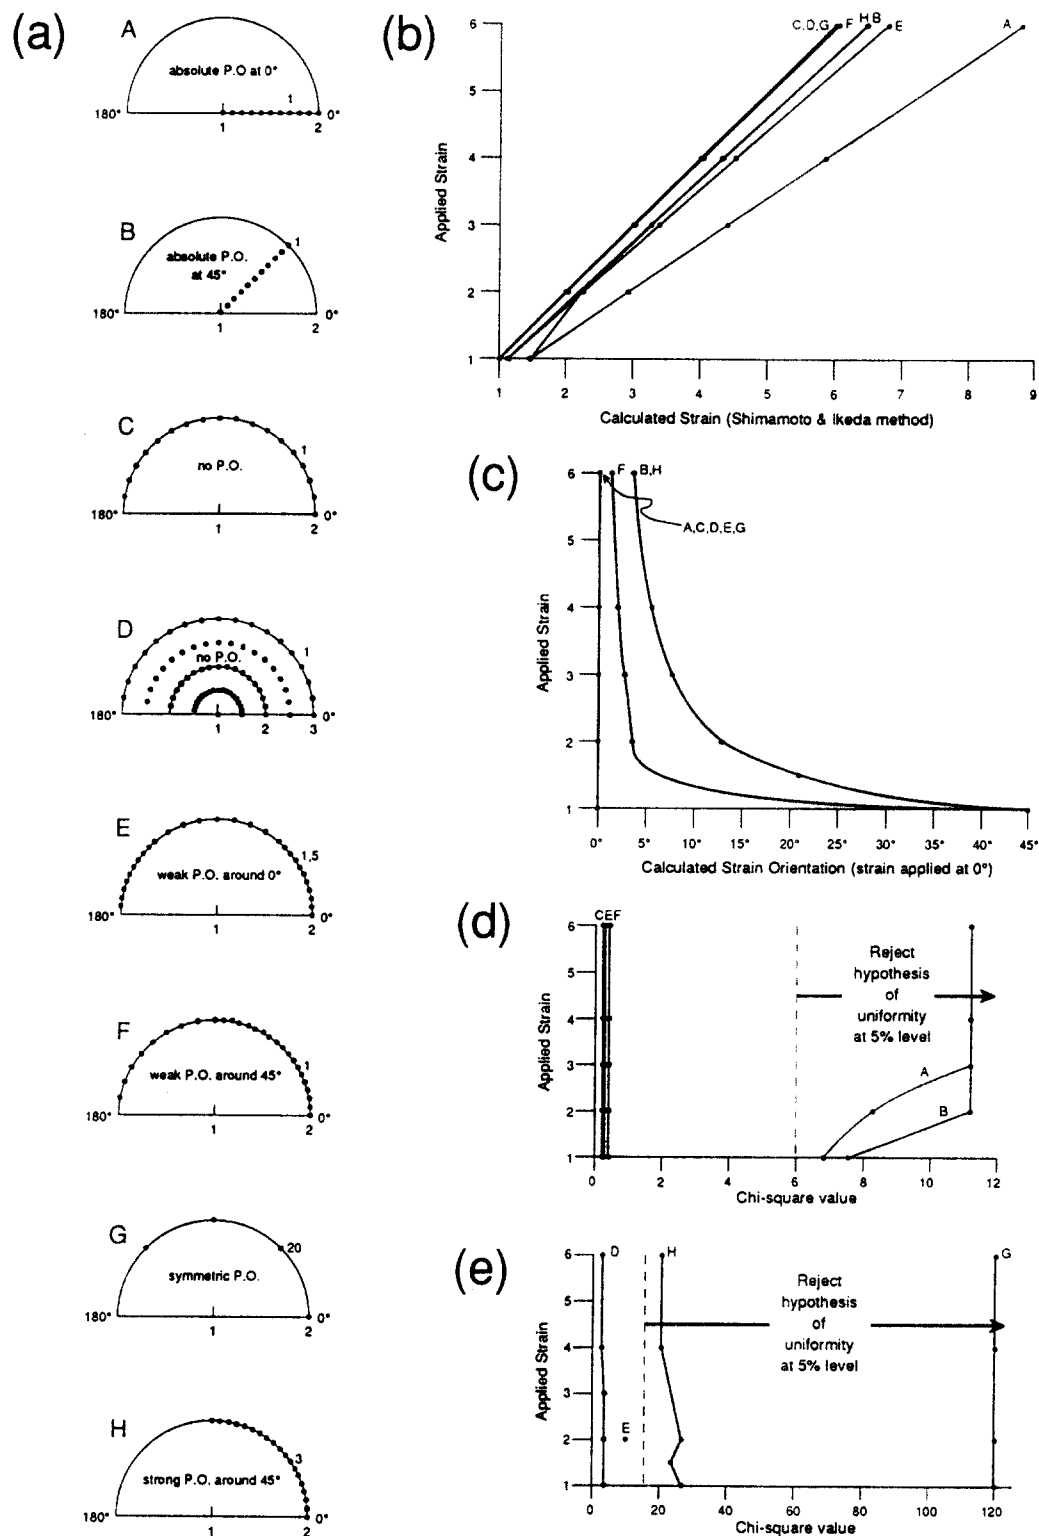 (a)
A
absolute P.O at 0°
1
180°
0°
1
2
B
absolute P.O.
at 45°
1
180°
0°
1
2
C
no P.O.
1
180°
0°
1
2
D
no P.O.
1
180°
0°
1
2
3
E
weak P.O. around 0°
1,5
180°
0°
1
2
F
weak P.O. around 45°
1
180°
0°
1
2
G
symmetric P.O.
20
180°
0°
1
2
H
strong P.O. around 45°
3
180°
0°
1
2
(b)
C,D,G F H B E A
6
5
4
3
2
1
Applied Strain
1 2 3 4 5 6 7 8 9
Calculated Strain (Shimamoto & Ikeda method)
(c)
F B,H
A,C,D,E,G
6
5
4
3
2
1
Applied Strain
0° 5° 10° 15° 20° 25° 30° 35° 40° 45°
Calculated Strain Orientation (strain applied at 0°)
(d)
CEF
6
5
4
3
2
1
Applied Strain
Reject
hypothesis
of
uniformity
at 5% level
A
B
0 2 4 6 8 10 12
Chi-square value
(e)
D H G
6
5
4
3
2
1
Applied Strain
Reject
hypothesis
of
uniformity
at 5% level
E
0 20 40 60 80 100 120
Chi-square value